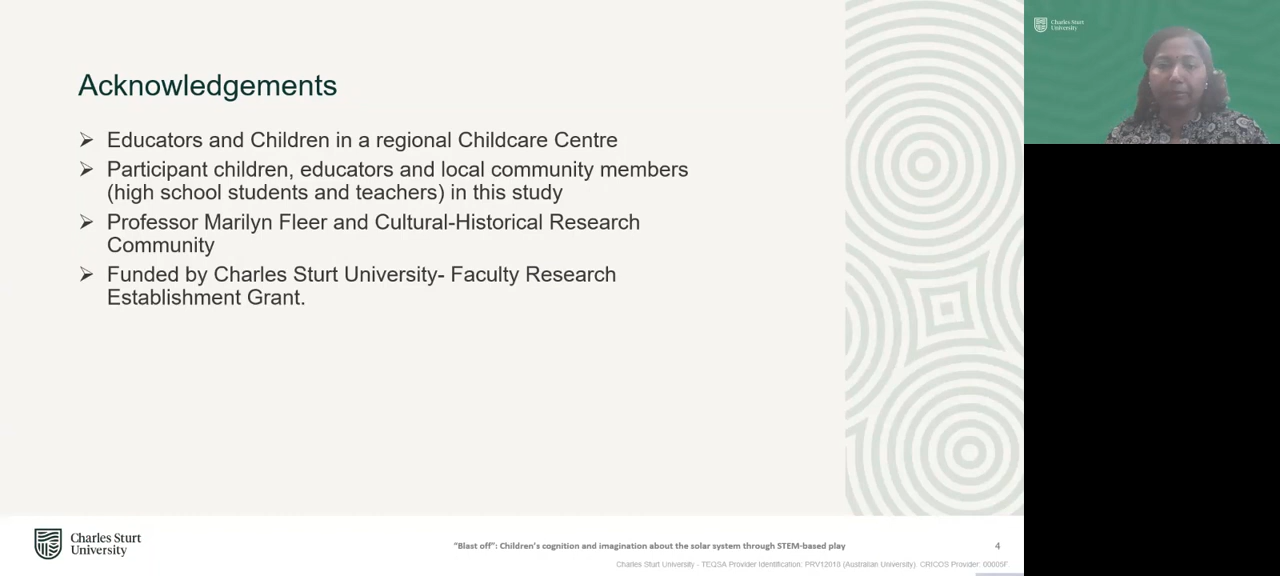 Acknowledgements
➢ Educators and Children in a regional Childcare Centre
➢ Participant children, educators and local community members
(high school students and teachers) in this study
➢ Professor Marilyn Fleer and Cultural-Historical Research
Community
➢ Funded by Charles Sturt University- Faculty Research
Establishment Grant.
Charles Sturt
University
"Blast off": Children's cognition and imagination about the solar system through STEM-based play
4
Charles Sturt University - TEQSA Provider Identification: PRV12018 (Australian University). CRICOS Provider: 00005F.
Charles Sturt
University